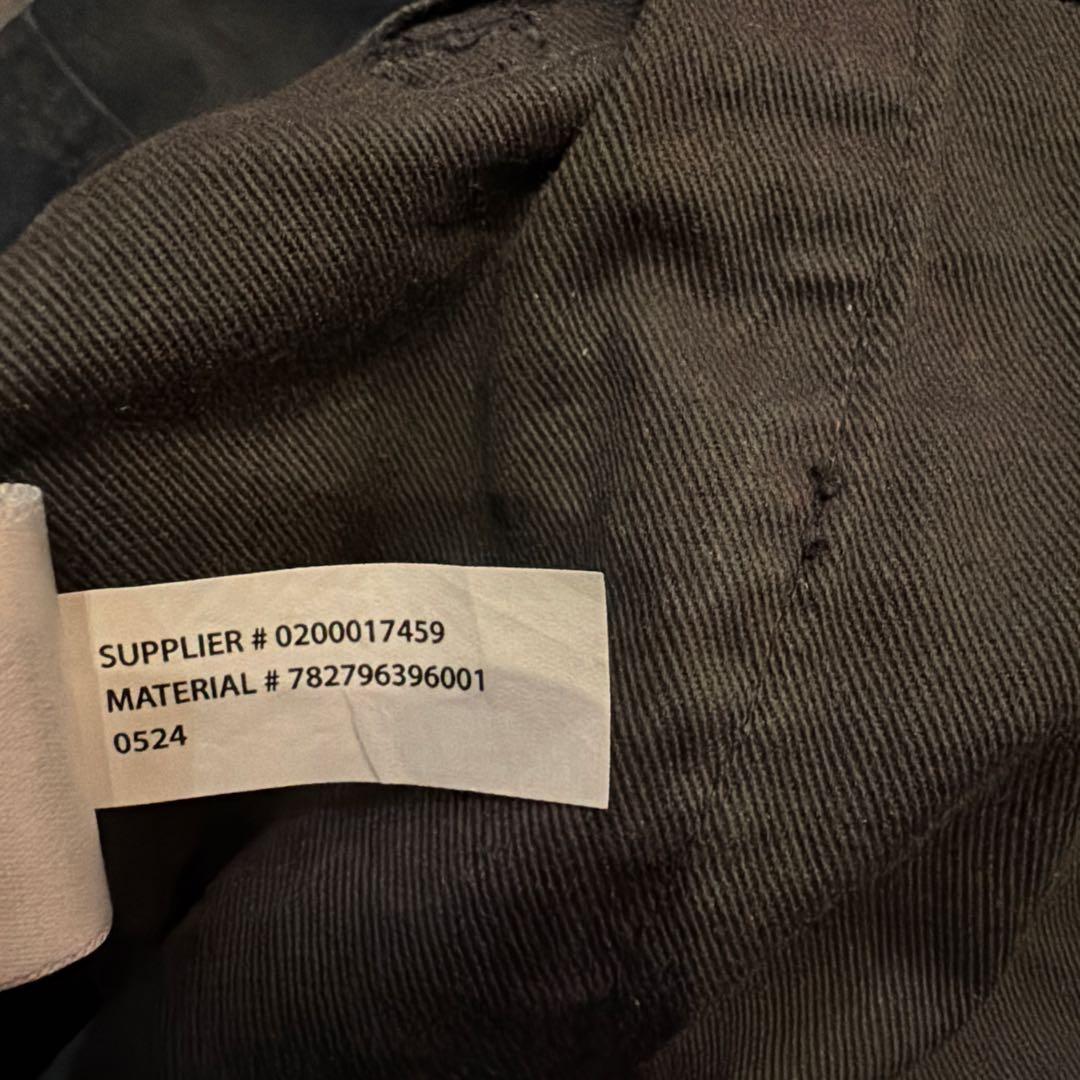 SUPPLIER # 0200017459
MATERIAL # 782796396001
0524